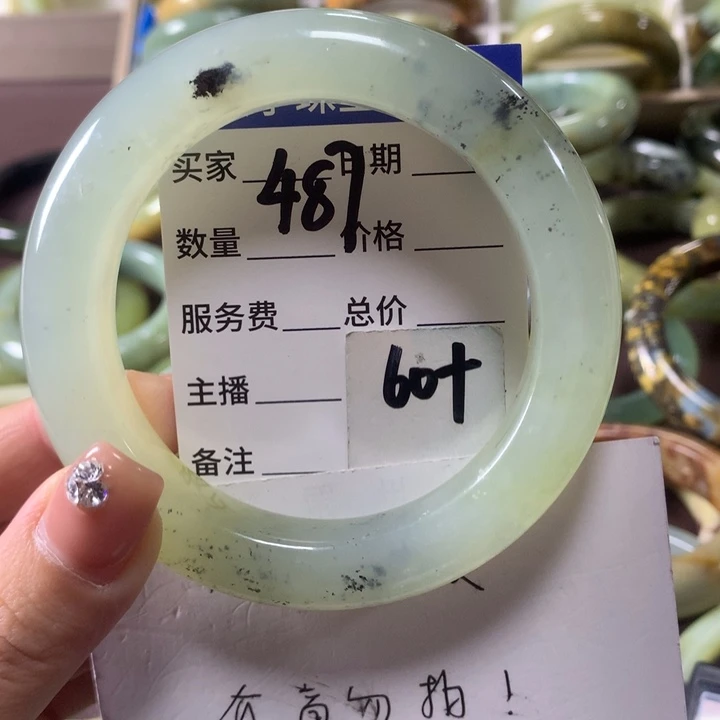 买家 487 日期
数量 价格
服务费 总价
主播 60+
备注
勿拍！